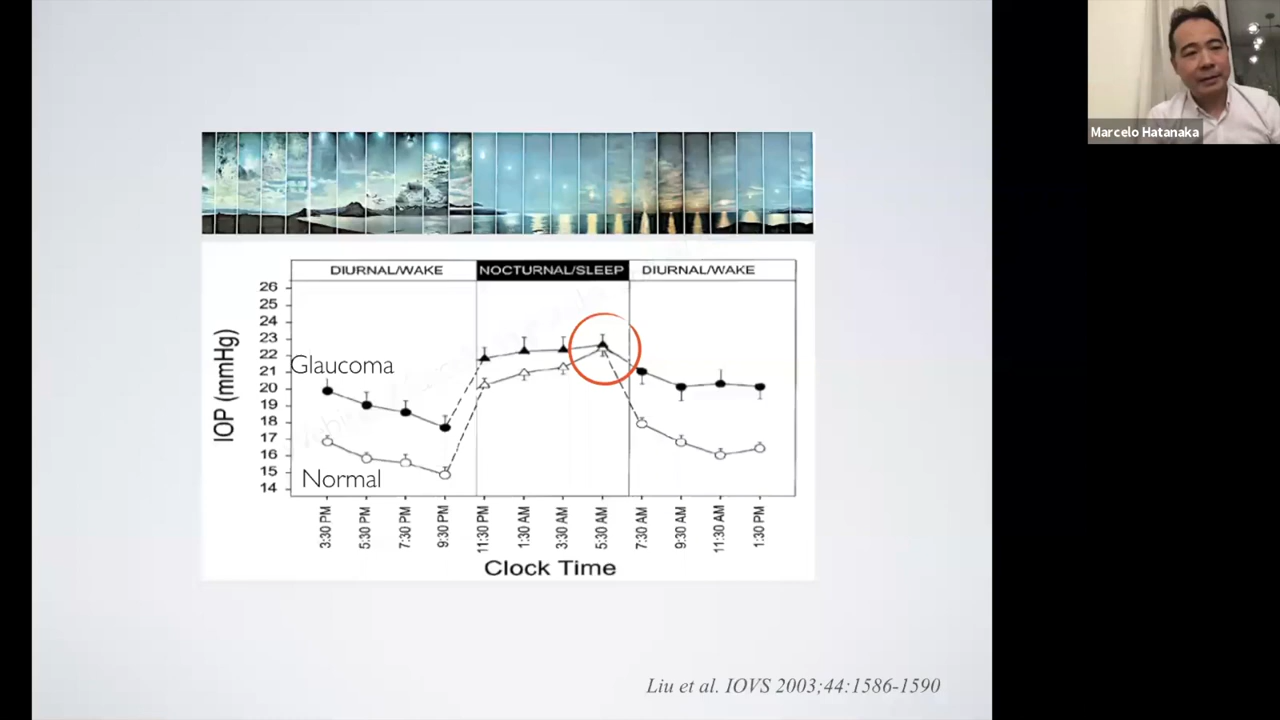 Marcelo Hatanaka
DIURNAL/WAKE NOCTURNAL/SLEEP DIURNAL/WAKE
26
25
24
23
22
21
20
19
18
17
16
15
14
IOP (mmHg)
Glaucoma
Normal
3:30 PM 5:30 PM 7:30 PM 9:30 PM 11:30 PM 1:30 AM 3:30 AM 5:30 AM 7:30 AM 9:30 AM 11:30 AM 1:30 PM
Clock Time
Liu et al. IOVS 2003;44:1586-1590